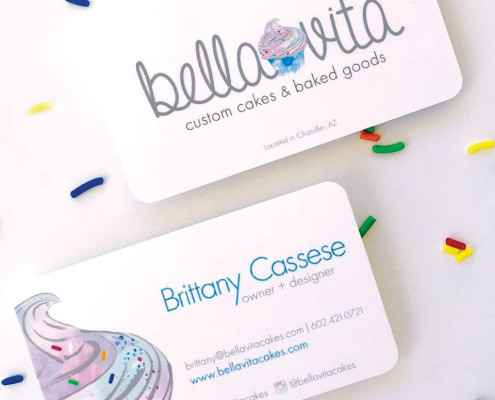 bella vita
custom cakes & baked goods
Located in Chandler, AZ
Brittany Cassese
owner + designer
brittany@bellavitacakes.com | 602.421.0721
www.bellavitacakes.com
@bellavitacakes